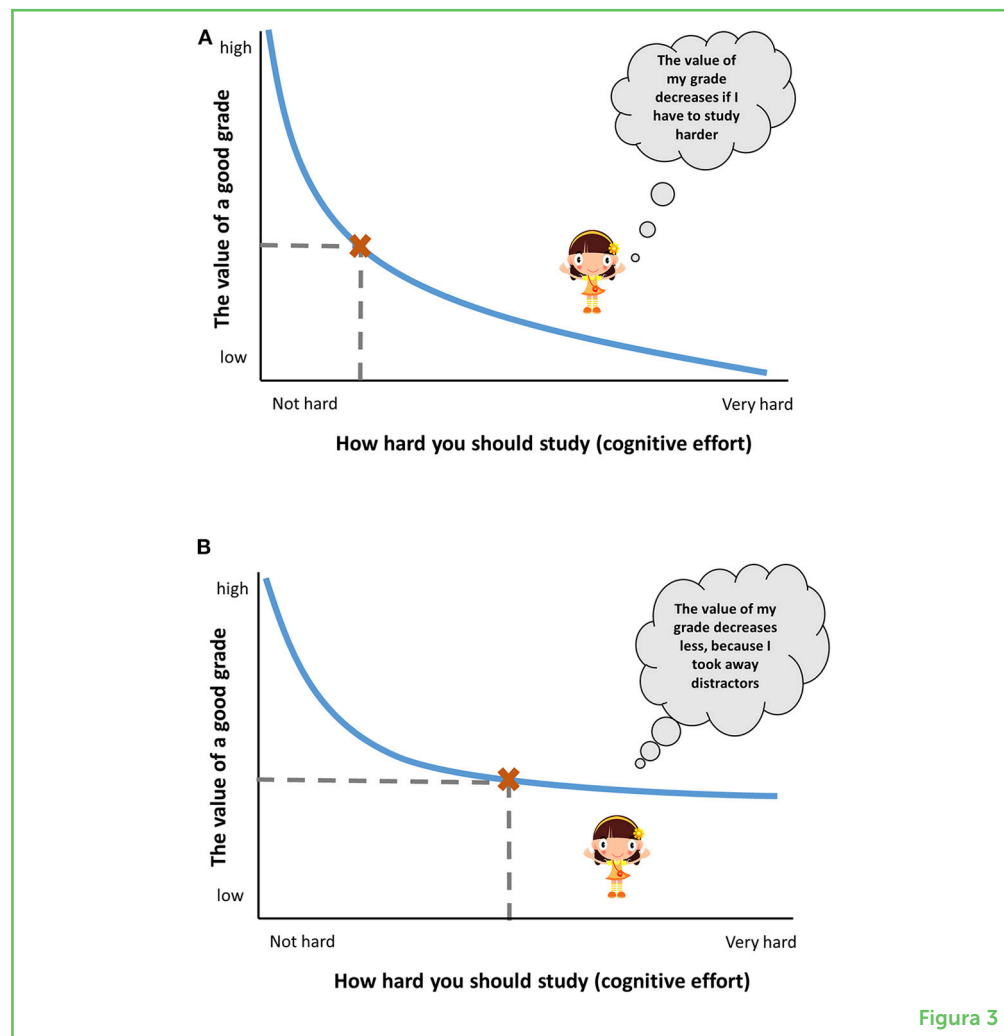 A
high
The value of a good grade
low
Not hard
Very hard
How hard you should study (cognitive effort)
The value of
my grade
decreases if I
have to study
harder
B
high
The value of a good grade
low
Not hard
Very hard
How hard you should study (cognitive effort)
The value of my
grade decreases
less, because I
took away
distractors
Figura 3